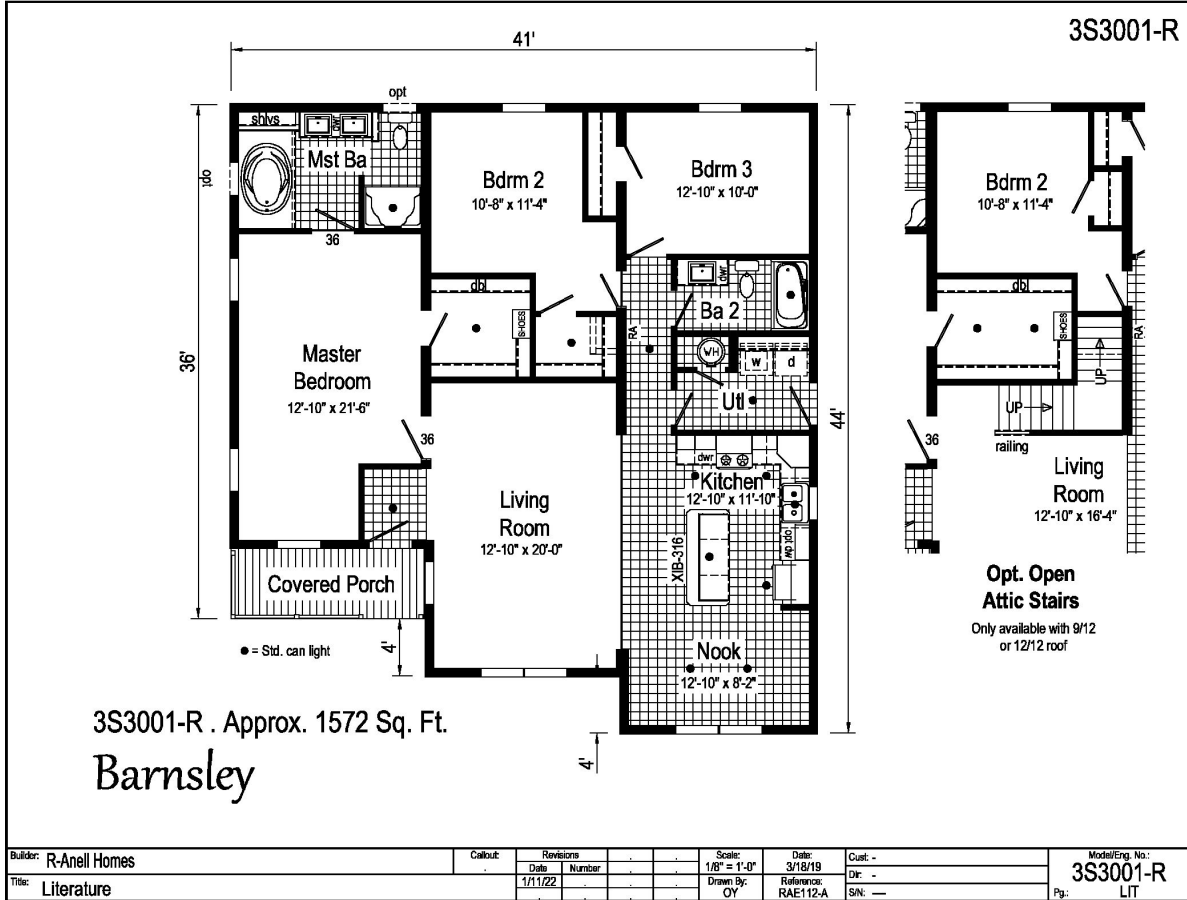 3S3001-R
41'
opt
shlvs
dwr
Mst Ba
opt
36
Bdrm 2
10'-8" x 11'-4"
Bdrm 3
12'-10" x 10'-0"
Bdrm 2
10'-8" x 11'-4"
36'
44'
dbl
SHOES
dwr
Ba 2
RA
WH
w
d
Utl
Master
Bedroom
12'-10" x 21'-6"
36
dwr
Kitchen
12'-10" x 11'-10"
opt dw
XIB-316
Living
Room
12'-10" x 20'-0"
Covered Porch
Nook
12'-10" x 8'-2"
● = Std. can light
4'
4'
dbl
SHOES
RA
UP
UP
railing
36
Living
Room
12'-10" x 16'-4"
Opt. Open
Attic Stairs
Only available with 9/12
or 12/12 roof
3S3001-R . Approx. 1572 Sq. Ft.
Barnsley
Builder: R-Anell Homes
Title: Literature
Callout:
Revisions
Date Number
1/11/22
Scale:
1/8" = 1'-0"
Drawn By:
OY
Date:
3/18/19
Reference:
RAE112-A
Cust: -
Dir: -
S/N: —
Model/Eng. No.:
3S3001-R
Pg.: LIT